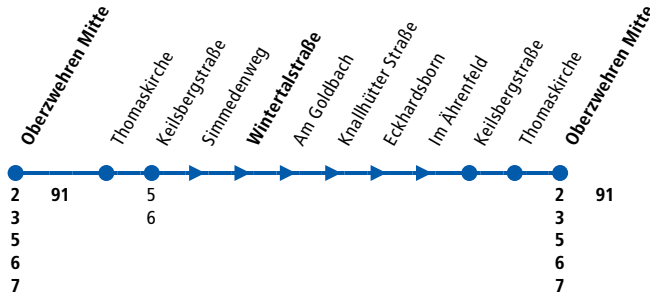 Oberzwehren Mitte
Thomaskirche
Keilsbergstraße
Simmedenweg
Wintertalstraße
Am Goldbach
Knallhütter Straße
Eckhardsborn
Im Ährenfeld
Keilsbergstraße
Thomaskirche
Oberzwehren Mitte
2 91 5 2 91
3 6 3
5 5
6 6
7 7